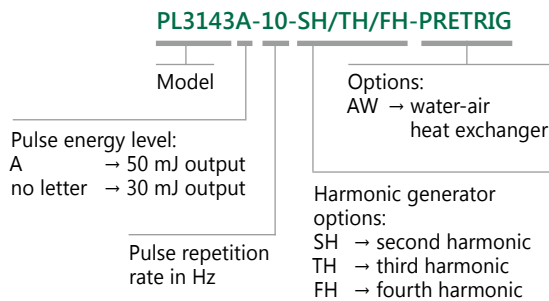 PL3143A-10-SH/TH/FH-PRETRIG
Model
Options:
AW → water-air
heat exchanger
Pulse energy level:
A → 50 mJ output
no letter → 30 mJ output
Harmonic generator
options:
SH → second harmonic
TH → third harmonic
FH → fourth harmonic
Pulse repetition
rate in Hz